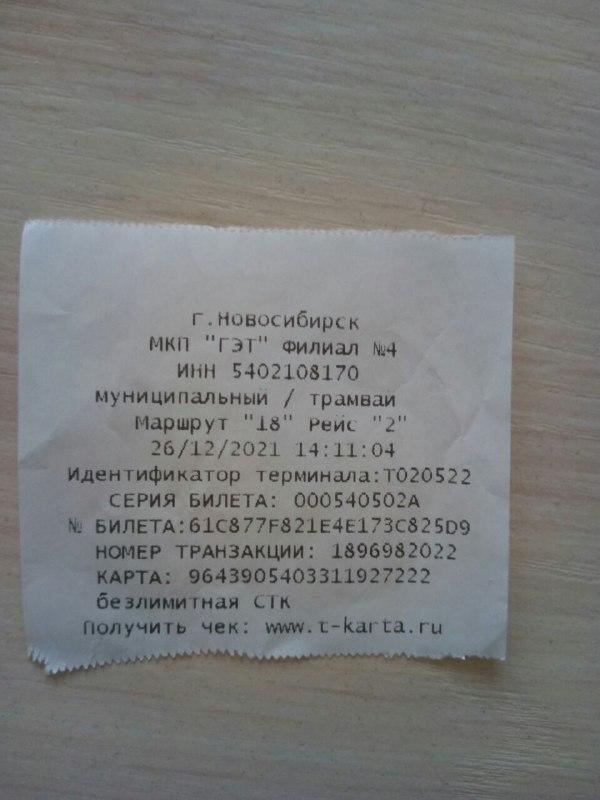 г.Новосибирск
МКП "ГЭТ" Филиал №4
ИНН 5402108170
муниципальный / трамвай
Маршрут "18" Рейс "2"
26/12/2021 14:11:04
Идентификатор терминала:T020522
СЕРИЯ БИЛЕТА: 000540502A
№ БИЛЕТА:61C877F821E4E173C825D9
НОМЕР ТРАНЗАКЦИИ: 1896982022
КАРТА: 9643905403311927222
безлимитная СТК
Получить чек: www.t-karta.ru